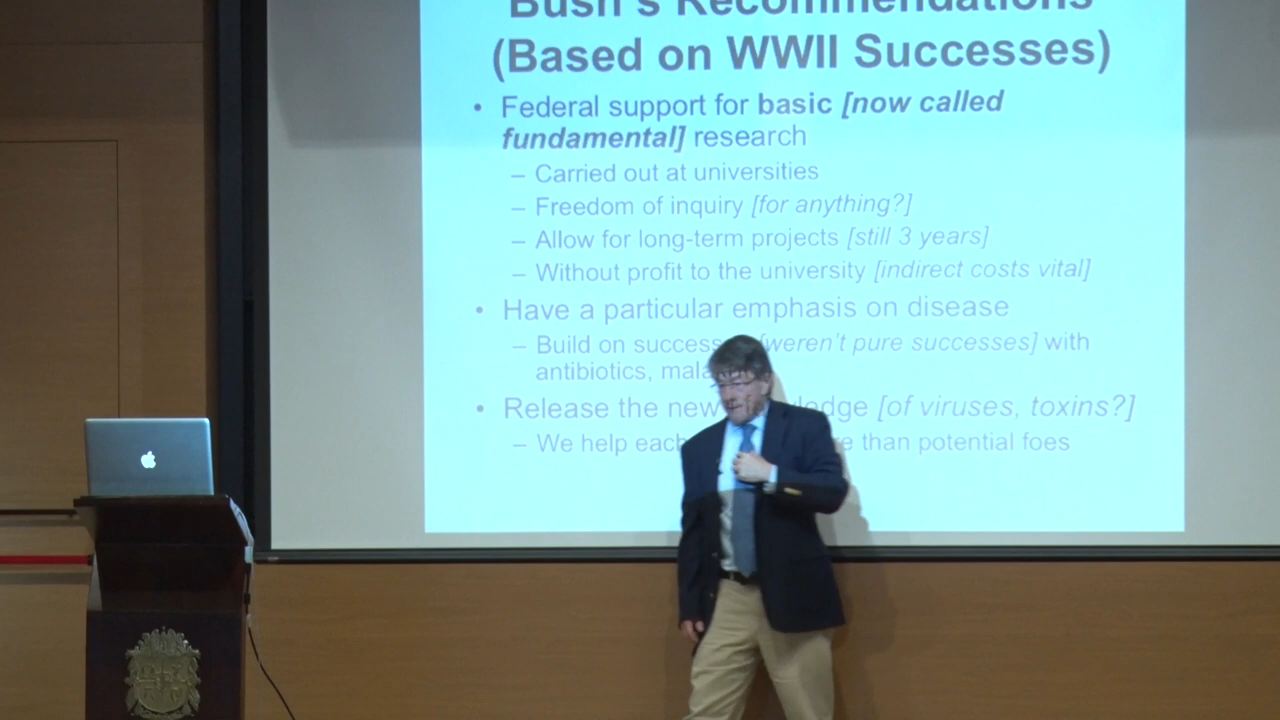 Bush's Recommendations
(Based on WWII Successes)
• Federal support for basic [now called
fundamental] research
– Carried out at universities
– Freedom of inquiry [for anything?]
– Allow for long-term projects [still 3 years]
– Without profit to the university [indirect costs vital]
• Have a particular emphasis on disease
– Build on [weren't pure successes] with
antibiotics,
• Release the new [of viruses, toxins?]
– We help each than potential foes